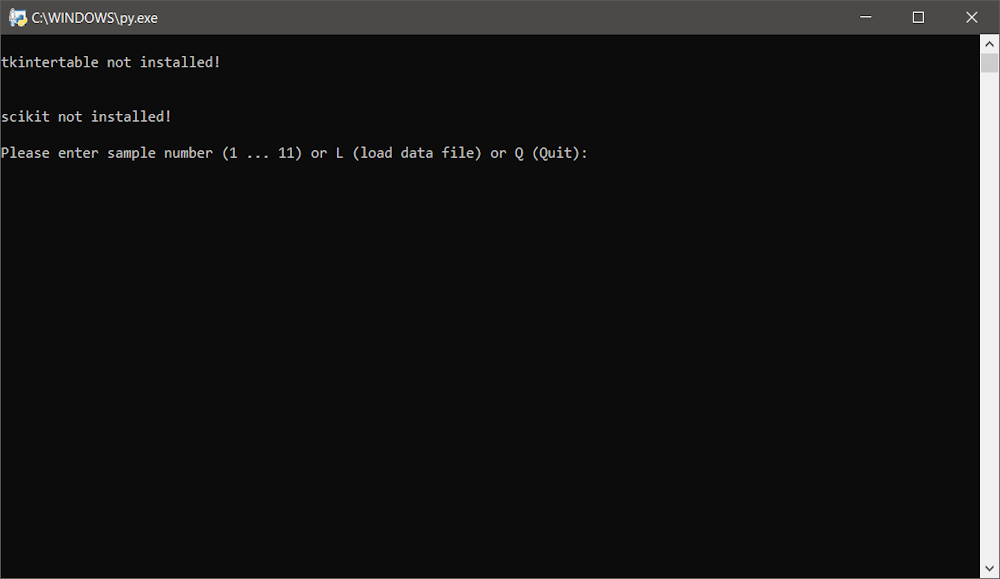 C:\WINDOWS\py.exe
tkintertable not installed!
scikit not installed!
Please enter sample number (1 ... 11) or L (load data file) or Q (Quit):